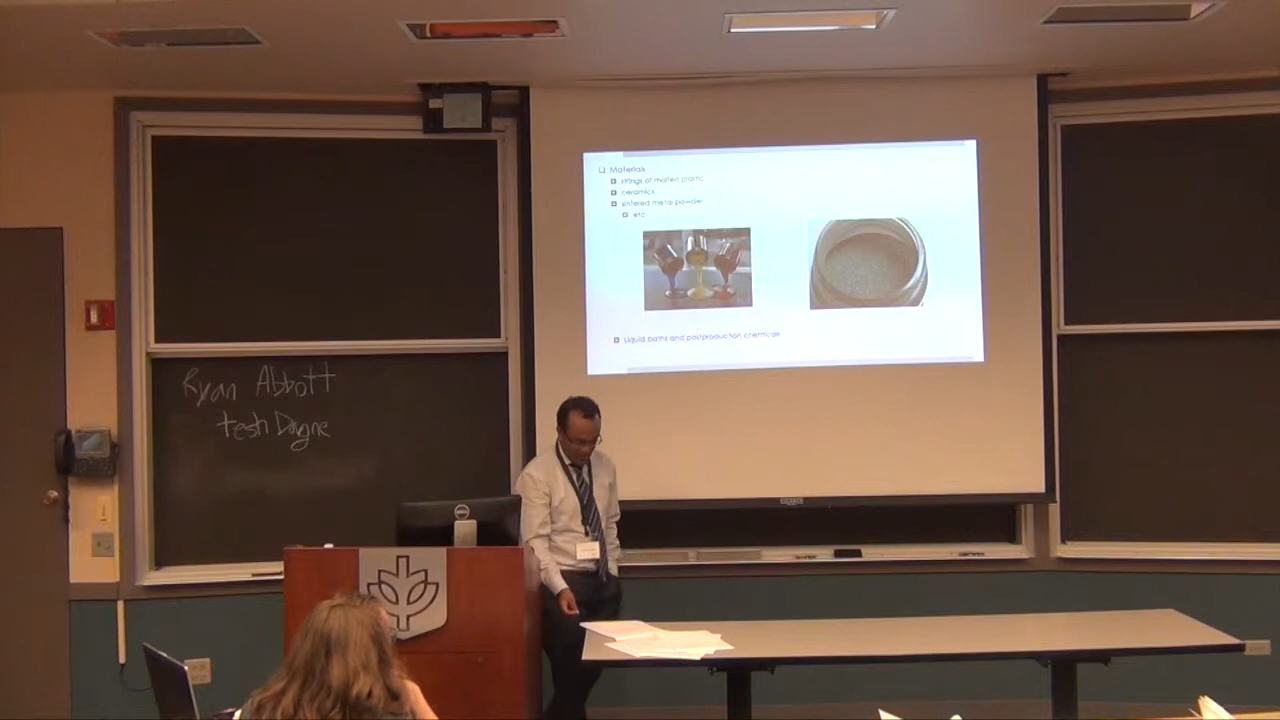 Materials
strings of molten plastic
ceramics
sintered metal powder
etc
Liquid baths and postproduction chemicals
Ryan Abbott
Tesh Dagne
DELL